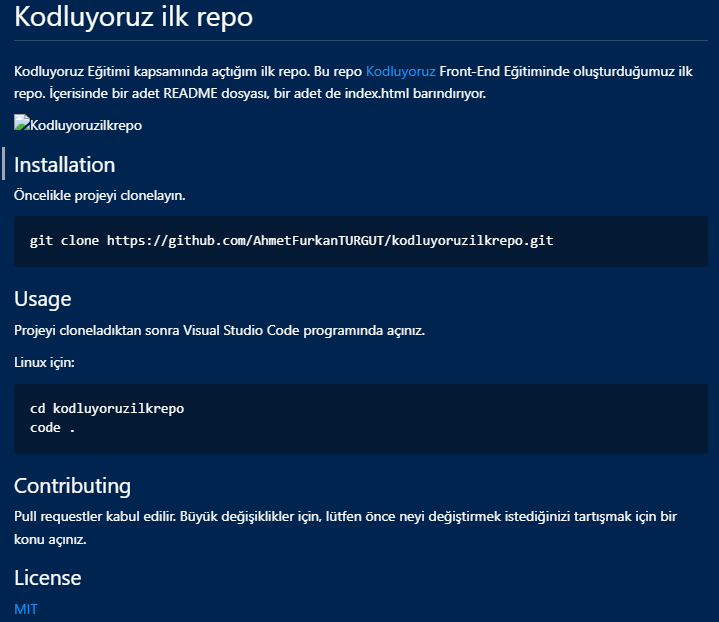 Kodluyoruz ilk repo
Kodluyoruz Eğitimi kapsamında açtığım ilk repo. Bu repo Kodluyoruz Front-End Eğitiminde oluşturduğumuz ilk
repo. İçerisinde bir adet README dosyası, bir adet de index.html barındırıyor.
Kodluyoruzilkrepo
Installation
Öncelikle projeyi clonelayın.
git clone https://github.com/AhmetFurkanTURGUT/kodluyoruzilkrepo.git
Usage
Projeyi cloneladıktan sonra Visual Studio Code programında açınız.
Linux için:
cd kodluyoruzilkrepo
code .
Contributing
Pull requestler kabul edilir. Büyük değişiklikler için, lütfen önce neyi değiştirmek istediğinizi tartışmak için bir
konu açınız.
License
MIT